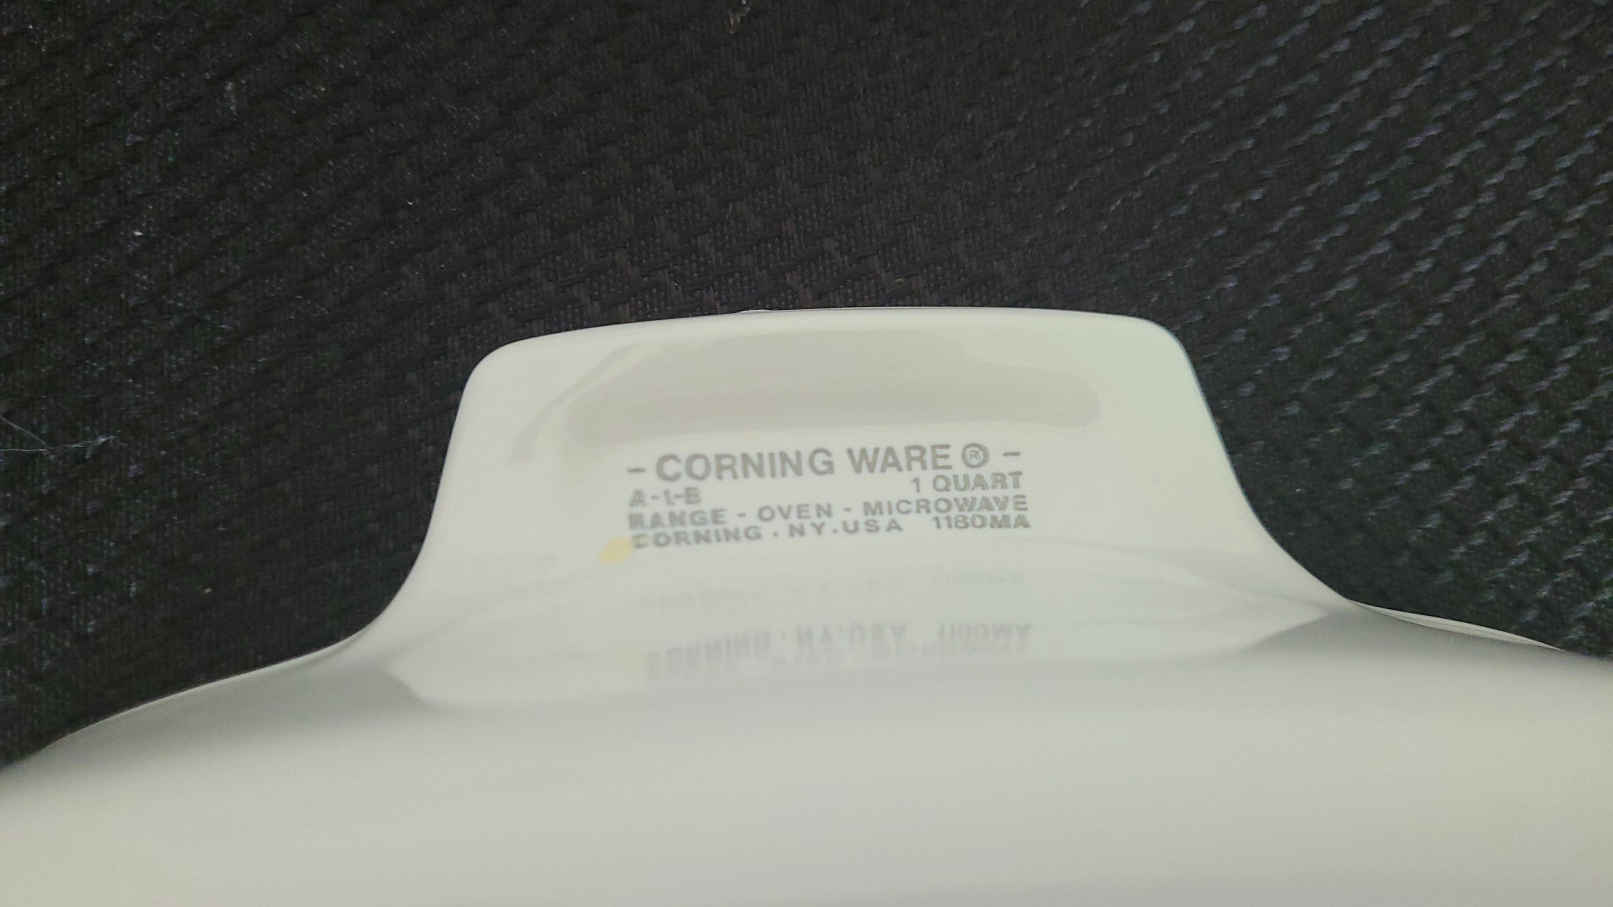 - CORNING WARE ® -
A-1-B 1 QUART
RANGE - OVEN - MICROWAVE
CORNING . NY. USA 1180MA